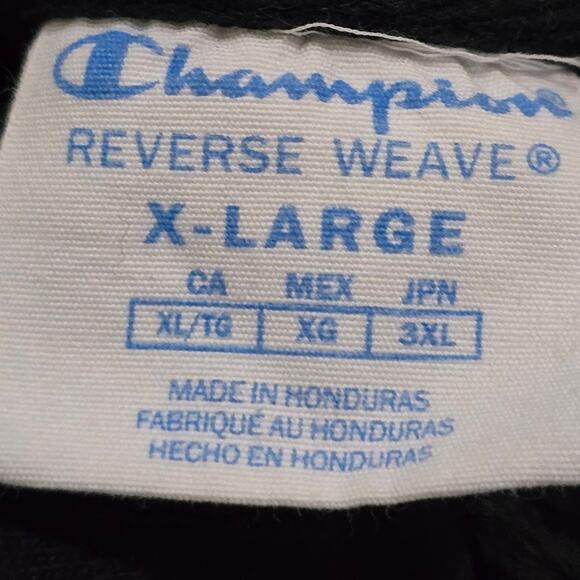 Champion
REVERSE WEAVE®
X-LARGE
CA MEX JPN
XL/TG XG 3XL
MADE IN HONDURAS
FABRIQUÉ AU HONDURAS
HECHO EN HONDURAS